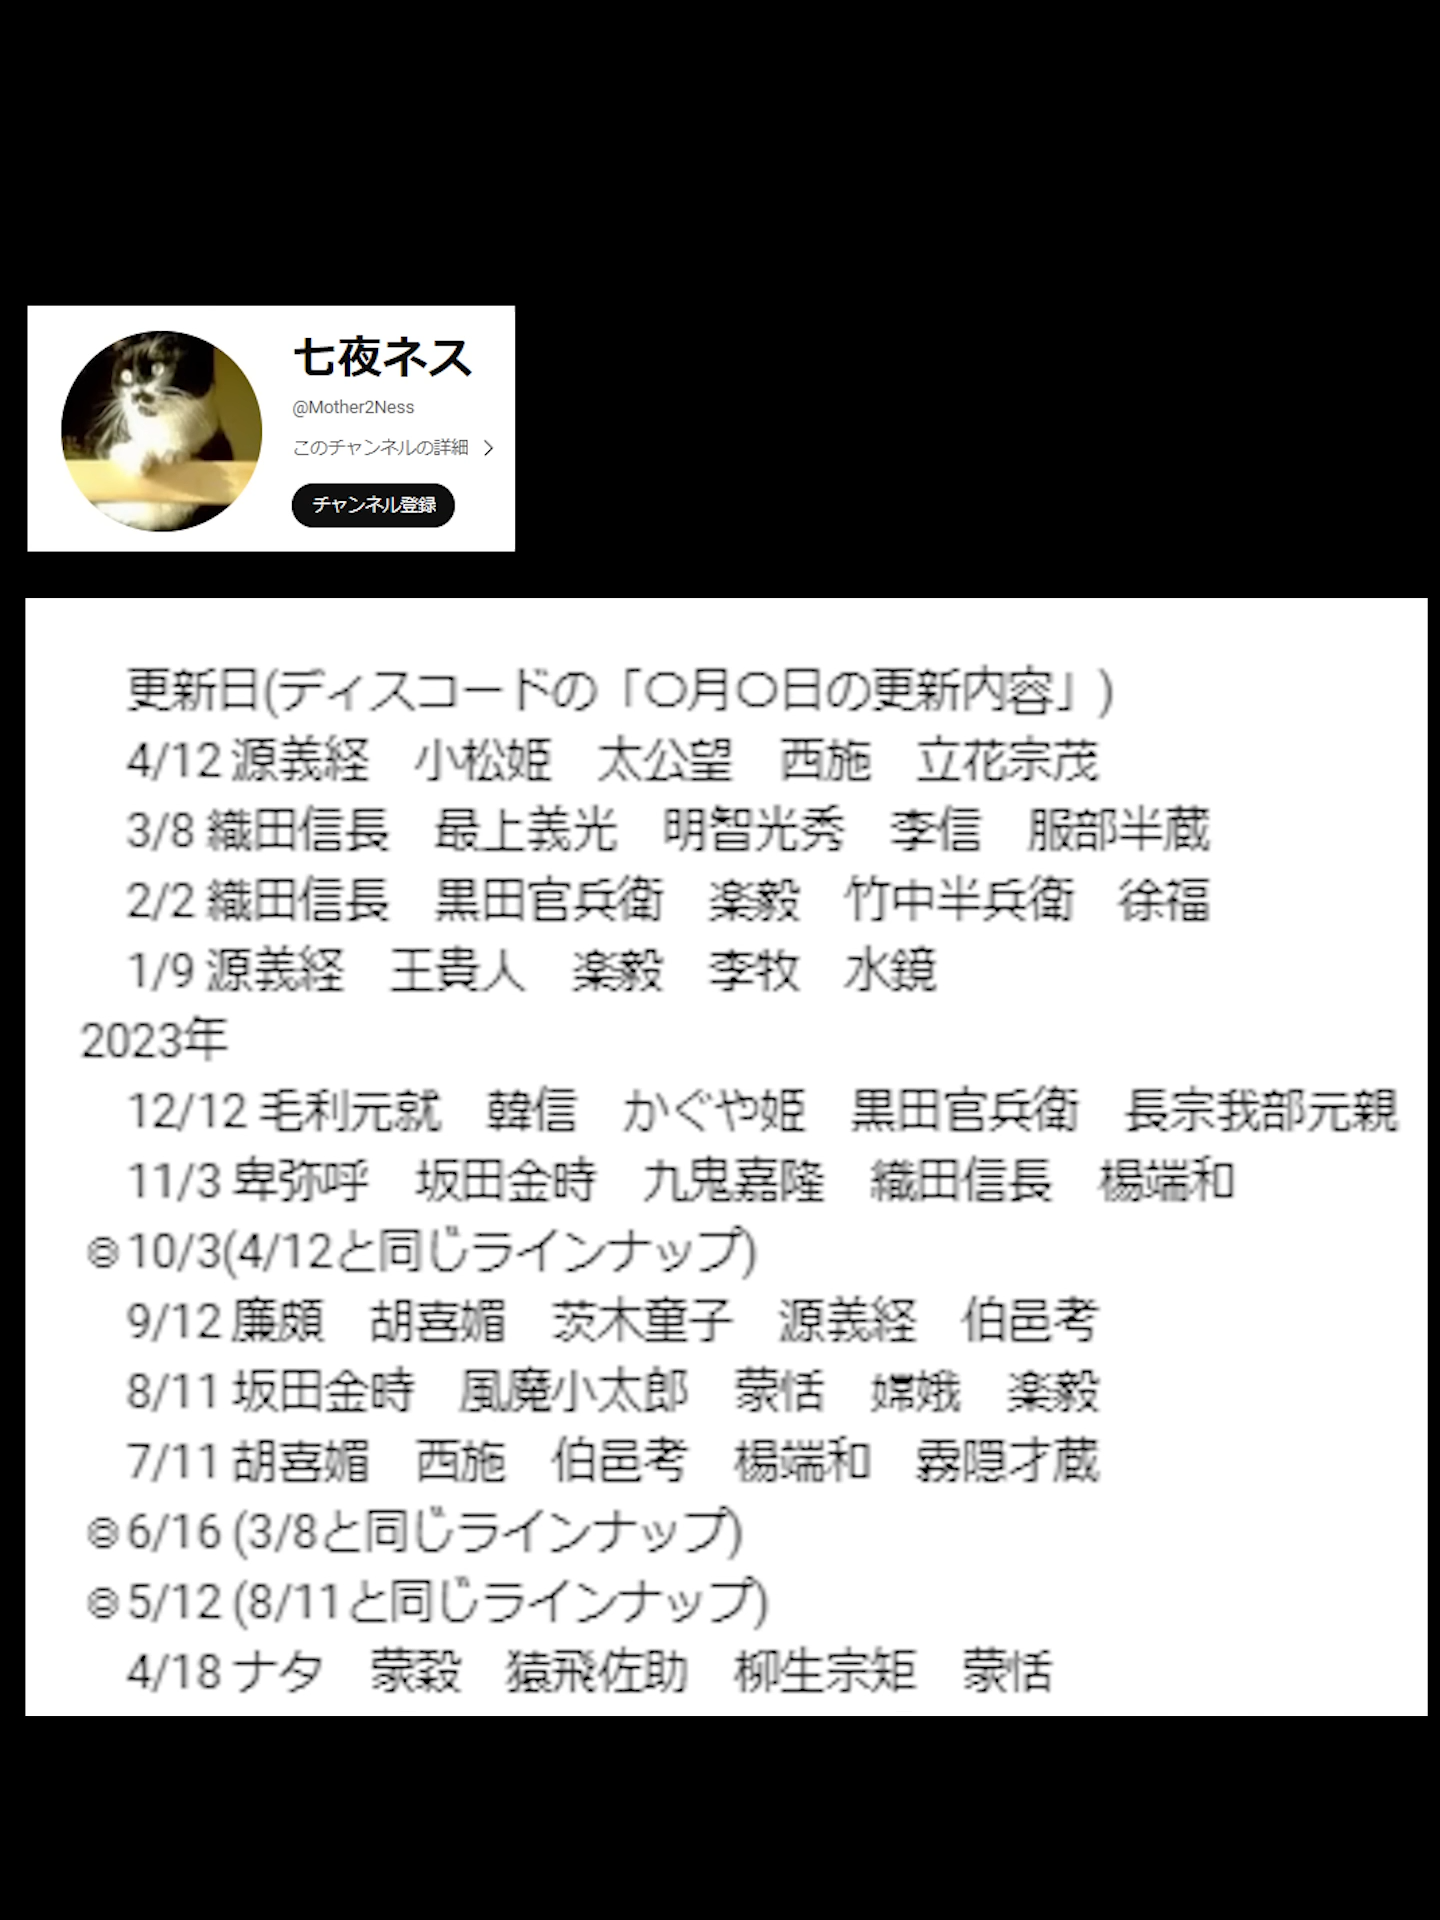 七夜ネス
@Mother2Ness
このチャンネルの詳細 >
チャンネル登録
更新日(ディスコードの「〇月〇日の更新内容」)
4/12 源義経　小松姫　太公望　西施　立花宗茂
3/8 織田信長　最上義光　明智光秀　李信　服部半蔵
2/2 織田信長　黒田官兵衛　楽毅　竹中半兵衛　徐福
1/9 源義経　王貴人　楽毅　李牧　水鏡
2023年
12/12 毛利元就　韓信　かぐや姫　黒田官兵衛　長宗我部元親
11/3 卑弥呼　坂田金時　九鬼嘉隆　織田信長　楊端和
◎10/3(4/12と同じラインナップ)
9/12 廉頗　胡喜媚　茨木童子　源義経　伯邑考
8/11 坂田金時　風魔小太郎　蒙恬　嫦娥　楽毅
7/11 胡喜媚　西施　伯邑考　楊端和　霧隠才蔵
◎6/16 (3/8と同じラインナップ)
◎5/12 (8/11と同じラインナップ)
4/18 ナタ　蒙毅　猿飛佐助　柳生宗矩　蒙恬